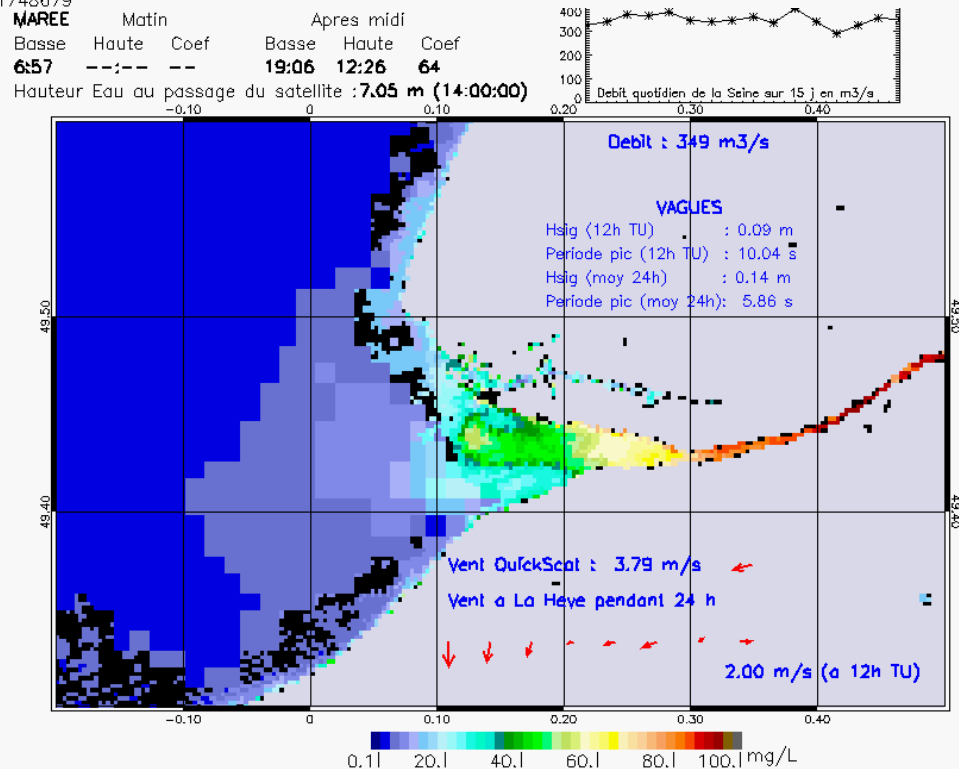 MAREE Matin Apres midi
Basse Haute Coef Basse Haute Coef
6:57 --:-- -- 19:06 12:26 64
Hauteur Eau au passage du satellite :7.05 m (14:00:00)
400
300
200
100
0
Debit quotidien de la Seine sur 15 j en m3/s
-0.10 0 0.10 0.20 0.30 0.40
Debit : 349 m3/s
VAGUES
Hsig (12h TU) : 0.09 m
Periode pic (12h TU) : 10.04 s
Hsig (moy 24h) : 0.14 m
Periode pic (moy 24h): 5.86 s
49.50 49.50
49.40 49.40
Vent QuickScat : 3.79 m/s
Vent a La Heve pendant 24 h
2.00 m/s (a 12h TU)
-0.10 0 0.10 0.20 0.30 0.40
0.1| 20.| 40.| 60.| 80.| 100.| mg/L